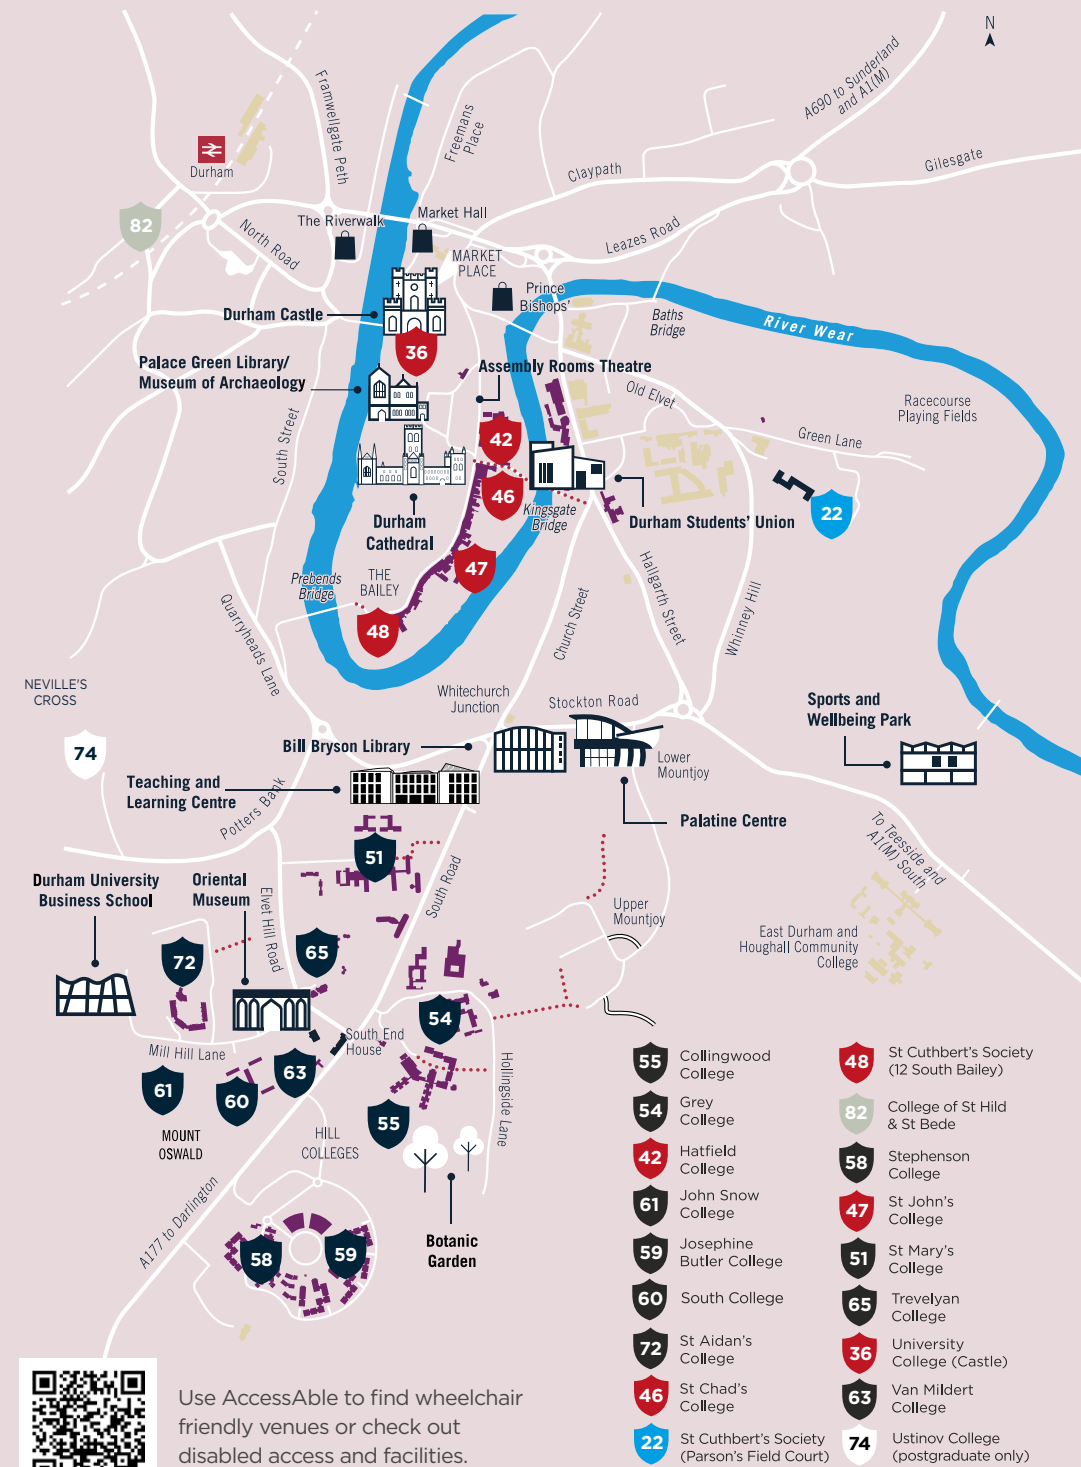 N
A690 to Sunderland
and A1(M)
Framwellgate Peth
Freemans
Place
Durham
Claypath
Gilesgate
82
The Riverwalk
Market Hall
North Road
Leazes Road
MARKET
PLACE
Prince
Bishops'
Durham Castle
Baths
Bridge
River Wear
36
Palace Green Library/
Museum of Archaeology
Assembly Rooms Theatre
Old Elvet
Racecourse
Playing Fields
South Street
42
Green Lane
46
Kingsgate
Bridge
Durham
Cathedral
Durham Students' Union
22
Prebends
Bridge
THE
BAILEY
47
Hallgarth Street
Whinney Hill
Church Street
Quarryheads Lane
48
NEVILLE'S
CROSS
74
Whitechurch
Junction
Stockton Road
Sports and
Wellbeing Park
Bill Bryson Library
Lower
Mountjoy
Teaching and
Learning Centre
Potters Bank
Palatine Centre
To Teesside and
A1(M) South
51
South Road
Durham University
Business School
Oriental
Museum
Elvet Hill Road
Upper
Mountjoy
East Durham and
Houghall Community
College
72
65
54
South End
House
Mill Hill Lane
Hollingside Lane
61
60
63
55
MOUNT
OSWALD
HILL
COLLEGES
A177 to Darlington
Botanic
Garden
58
59
55 Collingwood
College
54 Grey
College
42 Hatfield
College
61 John Snow
College
59 Josephine
Butler College
60 South College
72 St Aidan's
College
46 St Chad's
College
22 St Cuthbert's Society
(Parson's Field Court)
48 St Cuthbert's Society
(12 South Bailey)
82 College of St Hild
& St Bede
58 Stephenson
College
47 St John's
College
51 St Mary's
College
65 Trevelyan
College
36 University
College (Castle)
63 Van Mildert
College
74 Ustinov College
(postgraduate only)
Use AccessAble to find wheelchair
friendly venues or check out
disabled access and facilities.